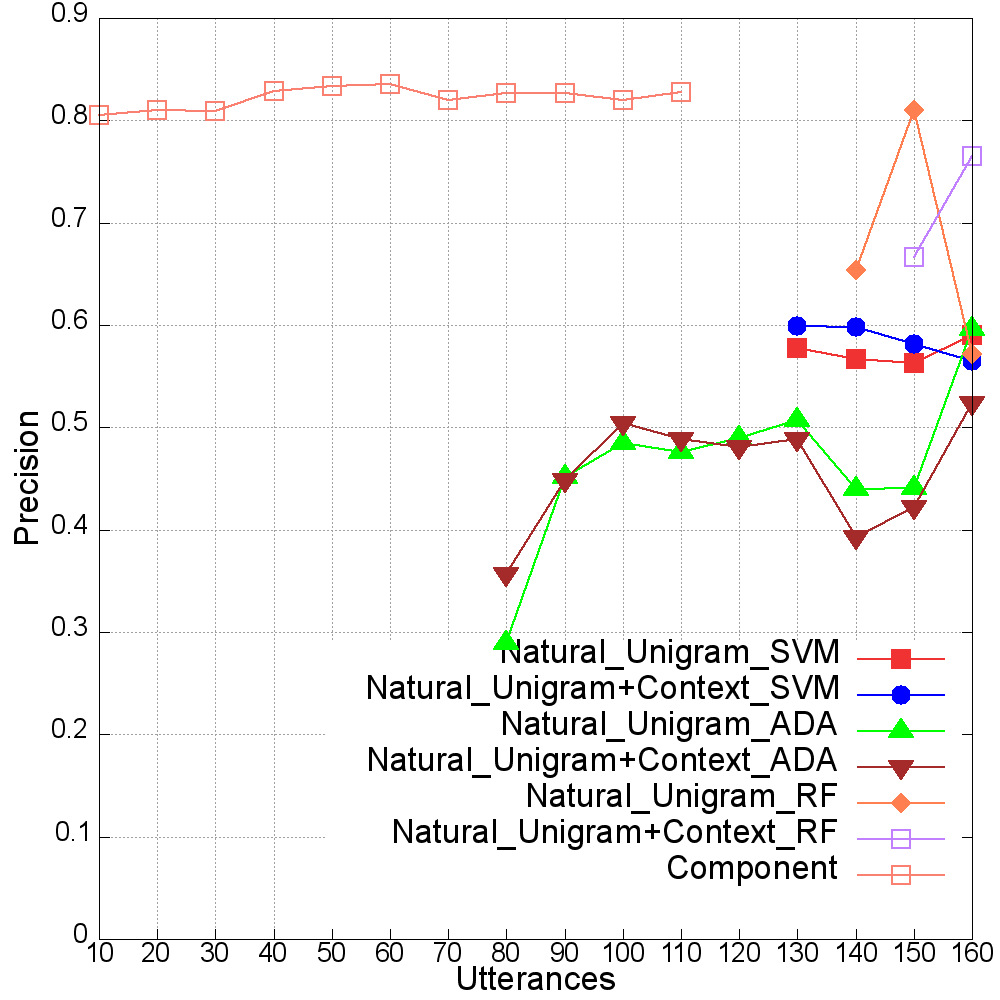 0.9
0.8
0.7
0.6
0.5
0.4
0.3
0.2
0.1
0
Precision
Natural_Unigram_SVM
Natural_Unigram+Context_SVM
Natural_Unigram_ADA
Natural_Unigram+Context_ADA
Natural_Unigram_RF
Natural_Unigram+Context_RF
Component
10 20 30 40 50 60 70 80 90 100 110 120 130 140 150 160
Utterances